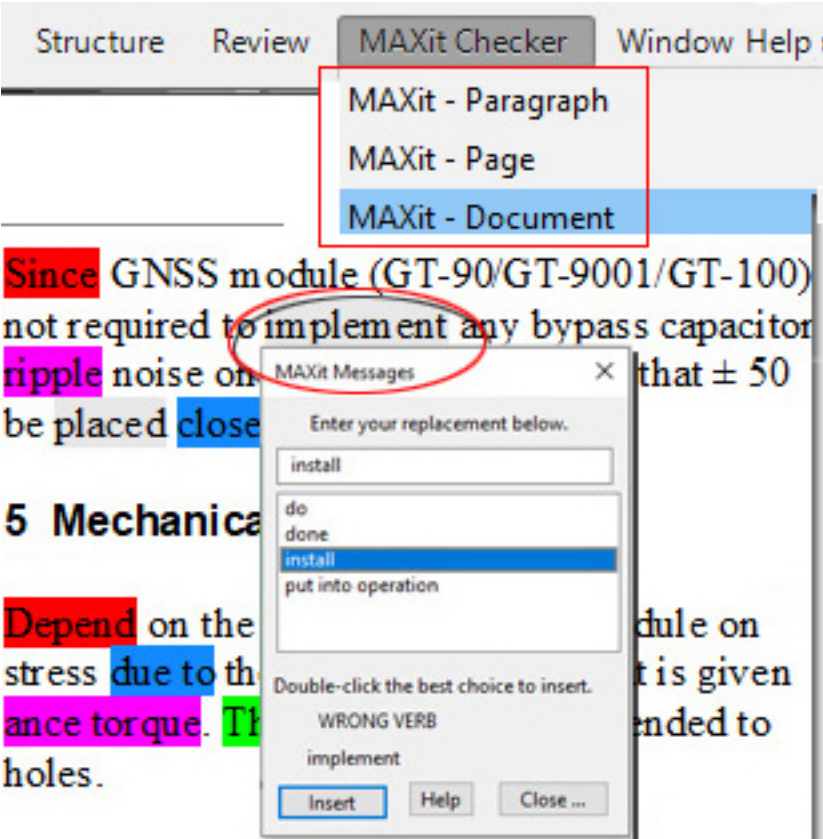 Structure Review MAXit Checker Window Help
MAXit - Paragraph
MAXit - Page
MAXit - Document
Since GNSS module (GT-90/GT-9001/GT-100)
not required to implement any bypass capacitor
ripple noise on that ± 50
be placed close
MAXit Messages
Enter your replacement below.
install
do
done
install
put into operation
Double-click the best choice to insert.
WRONG VERB
implement
Insert Help Close ...
5 Mechanica
Depend on the dule on
stress due to the t is given
ance torque. Th ended to
holes.